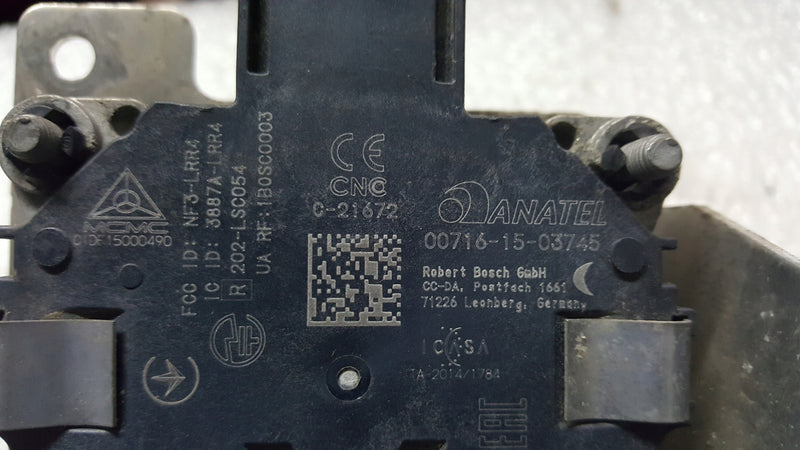 MCMC
CIDF15000490
FCC ID: NF3-LRR4
IC ID: 3887A-LRR4
R 202-LSC054
UA RF: 1BOSC0003
CE
CNC
C-21672
ANATEL
00716-15-03745
Robert Bosch GmbH
CC-DA, Postfach 1661
71226 Leonberg, Germany
ICASA
TA-2014/1784
EAC